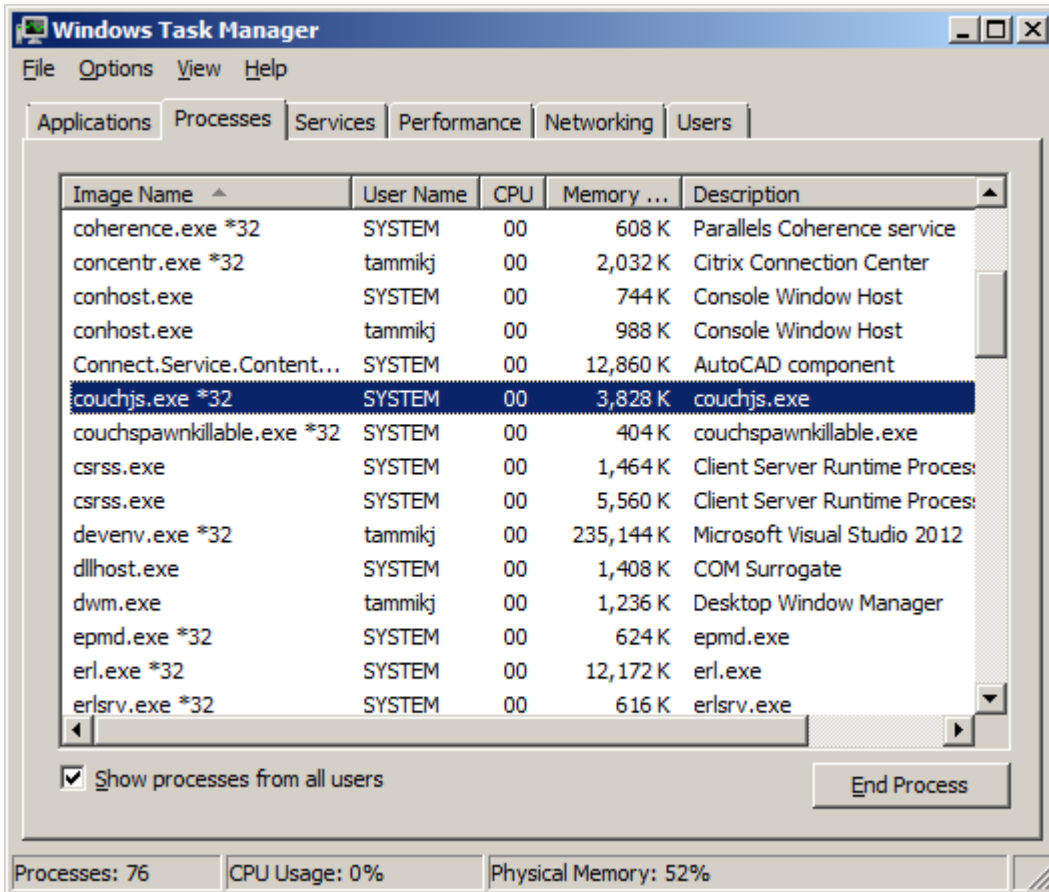 Windows Task Manager
File Options View Help
Applications Processes Services Performance Networking Users
Image Name User Name CPU Memory ... Description
coherence.exe *32 SYSTEM 00 608 K Parallels Coherence service
concentr.exe *32 tammikj 00 2,032 K Citrix Connection Center
conhost.exe SYSTEM 00 744 K Console Window Host
conhost.exe tammikj 00 988 K Console Window Host
Connect.Service.Content... SYSTEM 00 12,860 K AutoCAD component
couchjs.exe *32 SYSTEM 00 3,828 K couchjs.exe
couchspawnkillable.exe *32 SYSTEM 00 404 K couchspawnkillable.exe
csrss.exe SYSTEM 00 1,464 K Client Server Runtime Process
csrss.exe SYSTEM 00 5,560 K Client Server Runtime Process
devenv.exe *32 tammikj 00 235,144 K Microsoft Visual Studio 2012
dllhost.exe SYSTEM 00 1,408 K COM Surrogate
dwm.exe tammikj 00 1,236 K Desktop Window Manager
epmd.exe *32 SYSTEM 00 624 K epmd.exe
erl.exe *32 SYSTEM 00 12,172 K erl.exe
erlsrv.exe *32 SYSTEM 00 616 K erlsrv.exe
Show processes from all users
End Process
Processes: 76 CPU Usage: 0% Physical Memory: 52%